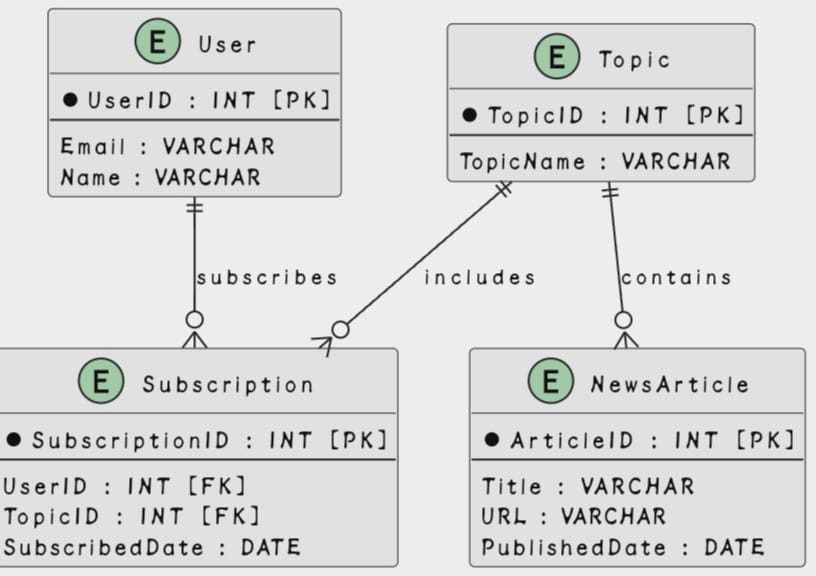 E User
UserID : INT [PK]
Email : VARCHAR
Name : VARCHAR
E Topic
TopicID : INT [PK]
TopicName : VARCHAR
subscribes
includes
contains
E Subscription
SubscriptionID : INT [PK]
UserID : INT [FK]
TopicID : INT [FK]
SubscribedDate : DATE
E NewsArticle
ArticleID : INT [PK]
Title : VARCHAR
URL : VARCHAR
PublishedDate : DATE